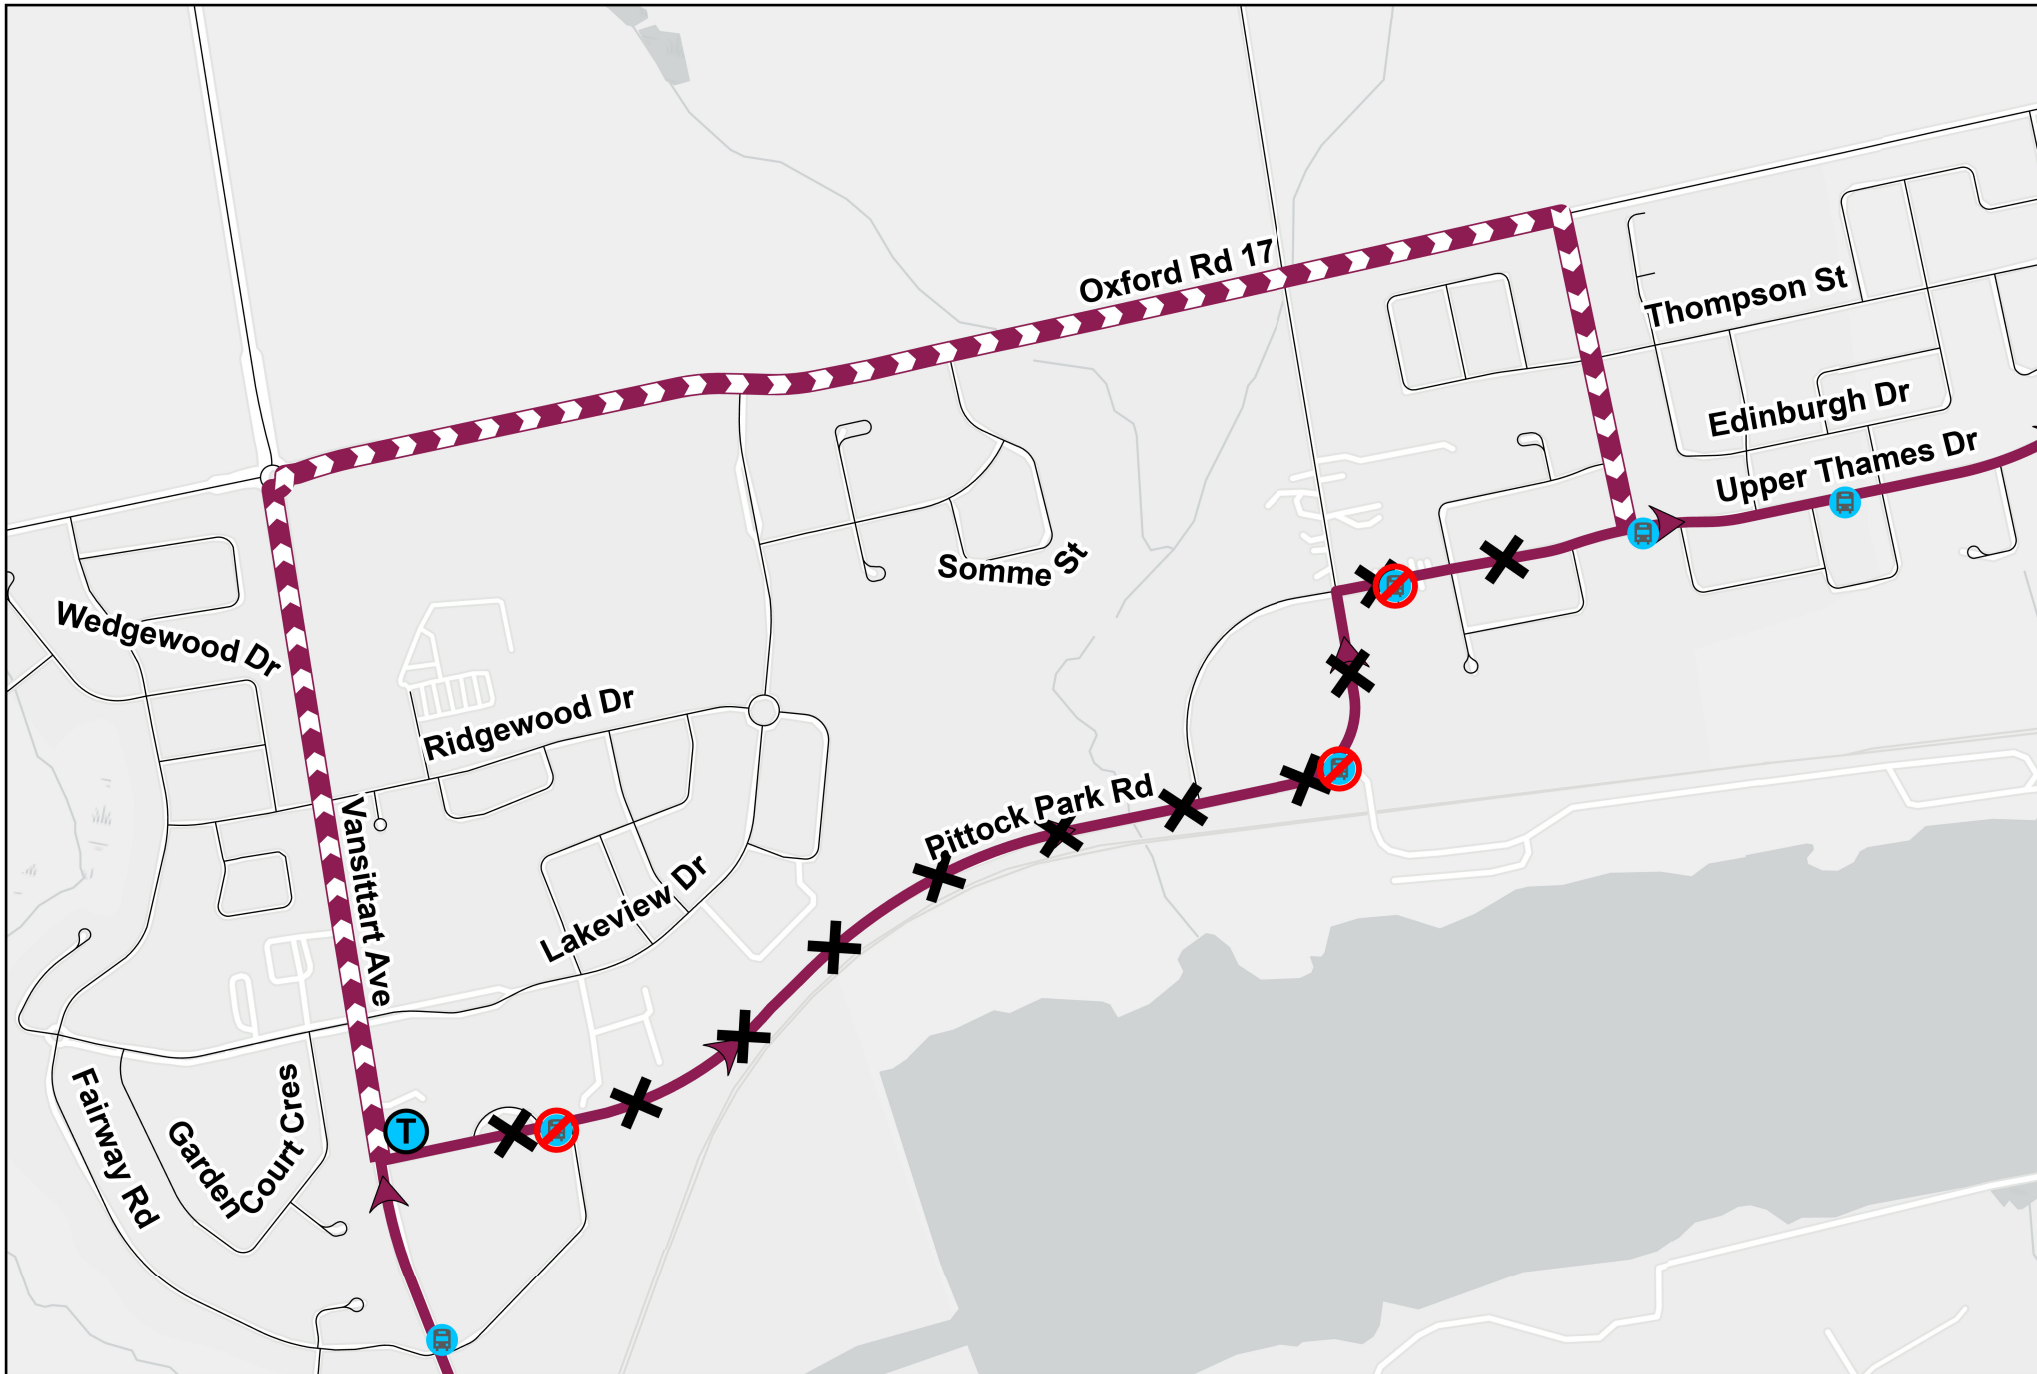 Oxford Rd 17
Thompson St
Edinburgh Dr
Upper Thames Dr
Somme St
Wedgewood Dr
Ridgewood Dr
Vansittart Ave
Pittock Park Rd
Lakeview Dr
Fairway Rd
Garden Court Cres
T